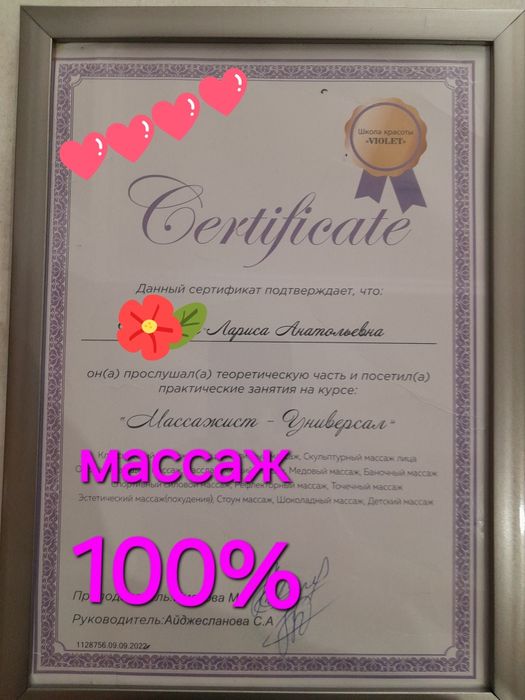 Школа красоты
«VIOLET»
Certificate
Данный сертификат подтверждает, что:
Лариса Анатольевна
он(а) прослушал(а) теоретическую часть и посетил(а)
практические занятия на курсе:
"Массажист - Универсал"
Скульптурный массаж лица
массаж
Медовый массаж, Баночный массаж
массаж, Точечный массаж
Эстетический массаж(похудения), Стоун массаж, Шоколадный массаж, Детский массаж
100%
Руководитель:Айджесланова С.А
1128756.09.09.2022г